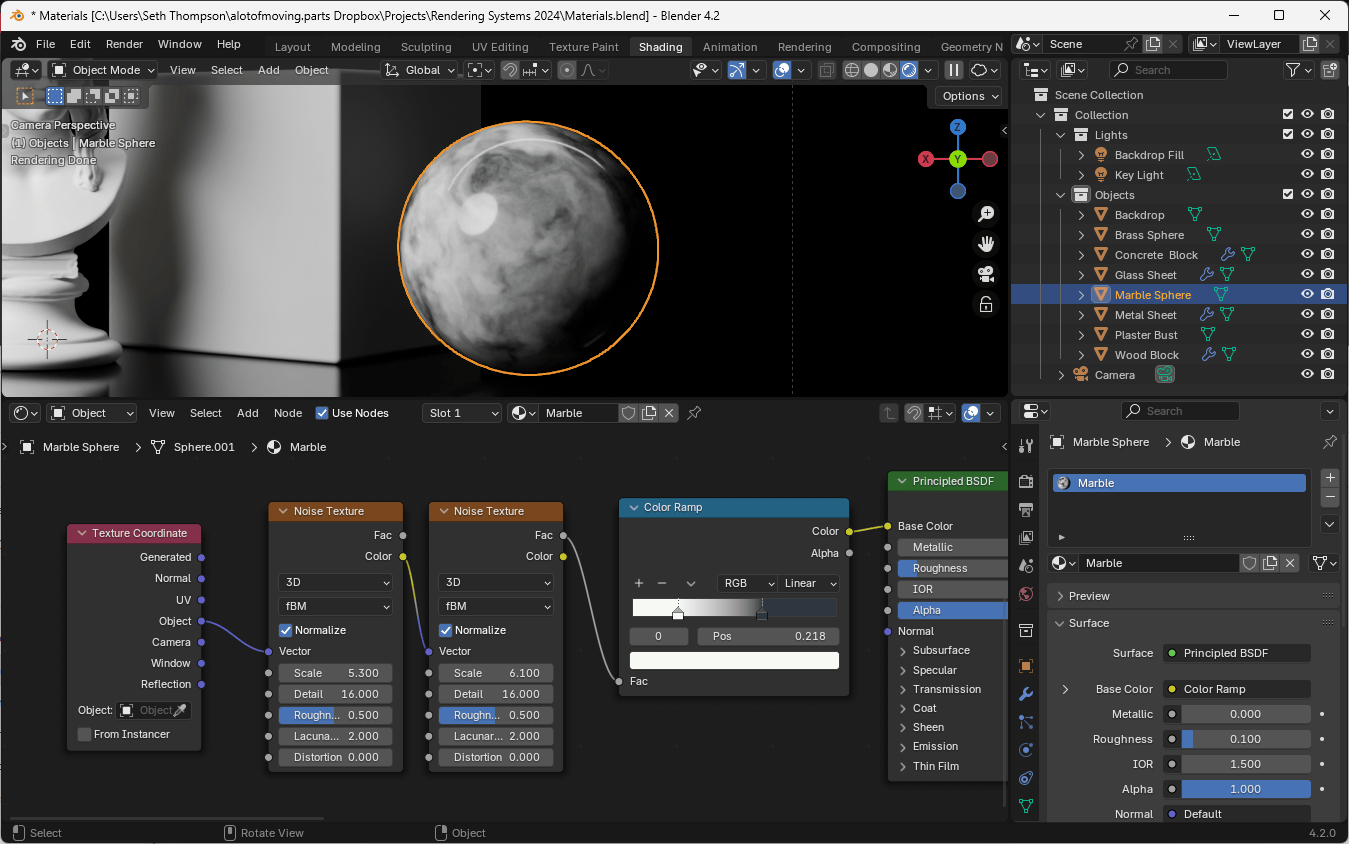 * Materials [C:\Users\Seth Thompson\alotofmoving.parts Dropbox\Projects\Rendering Systems 2024\Materials.blend] - Blender 4.2
File Edit Render Window Help Layout Modeling Sculpting UV Editing Texture Paint Shading Animation Rendering Compositing Geometry N Scene ViewLayer
Object Mode View Select Add Object Global
Search
Options
Camera Perspective
(1) Objects | Marble Sphere
Rendering Done
Z
X
Y
Scene Collection
Collection
Lights
Backdrop Fill
Key Light
Objects
Backdrop
Brass Sphere
Concrete Block
Glass Sheet
Marble Sphere
Metal Sheet
Plaster Bust
Wood Block
Camera
Object View Select Add Node Use Nodes Slot 1 Marble
Marble Sphere > Sphere.001 > Marble
Texture Coordinate
Generated
Normal
UV
Object
Camera
Window
Reflection
Object: Object
From Instancer
Noise Texture
Fac
Color
3D
fBM
Normalize
Vector
Scale 5.300
Detail 16.000
Roughn... 0.500
Lacuna... 2.000
Distortion 0.000
Noise Texture
Fac
Color
3D
fBM
Normalize
Vector
Scale 6.100
Detail 16.000
Roughn... 0.500
Lacunar... 2.000
Distortion 0.000
Color Ramp
Color
Alpha
RGB Linear
0 Pos 0.218
Fac
Principled BSDF
Base Color
Metallic
Roughness
IOR
Alpha
Normal
Subsurface
Specular
Transmission
Coat
Sheen
Emission
Thin Film
Search
Marble Sphere > Marble
Marble
Marble
Preview
Surface
Surface Principled BSDF
Base Color Color Ramp
Metallic 0.000
Roughness 0.100
IOR 1.500
Alpha 1.000
Normal Default
Select Rotate View Object 4.2.0